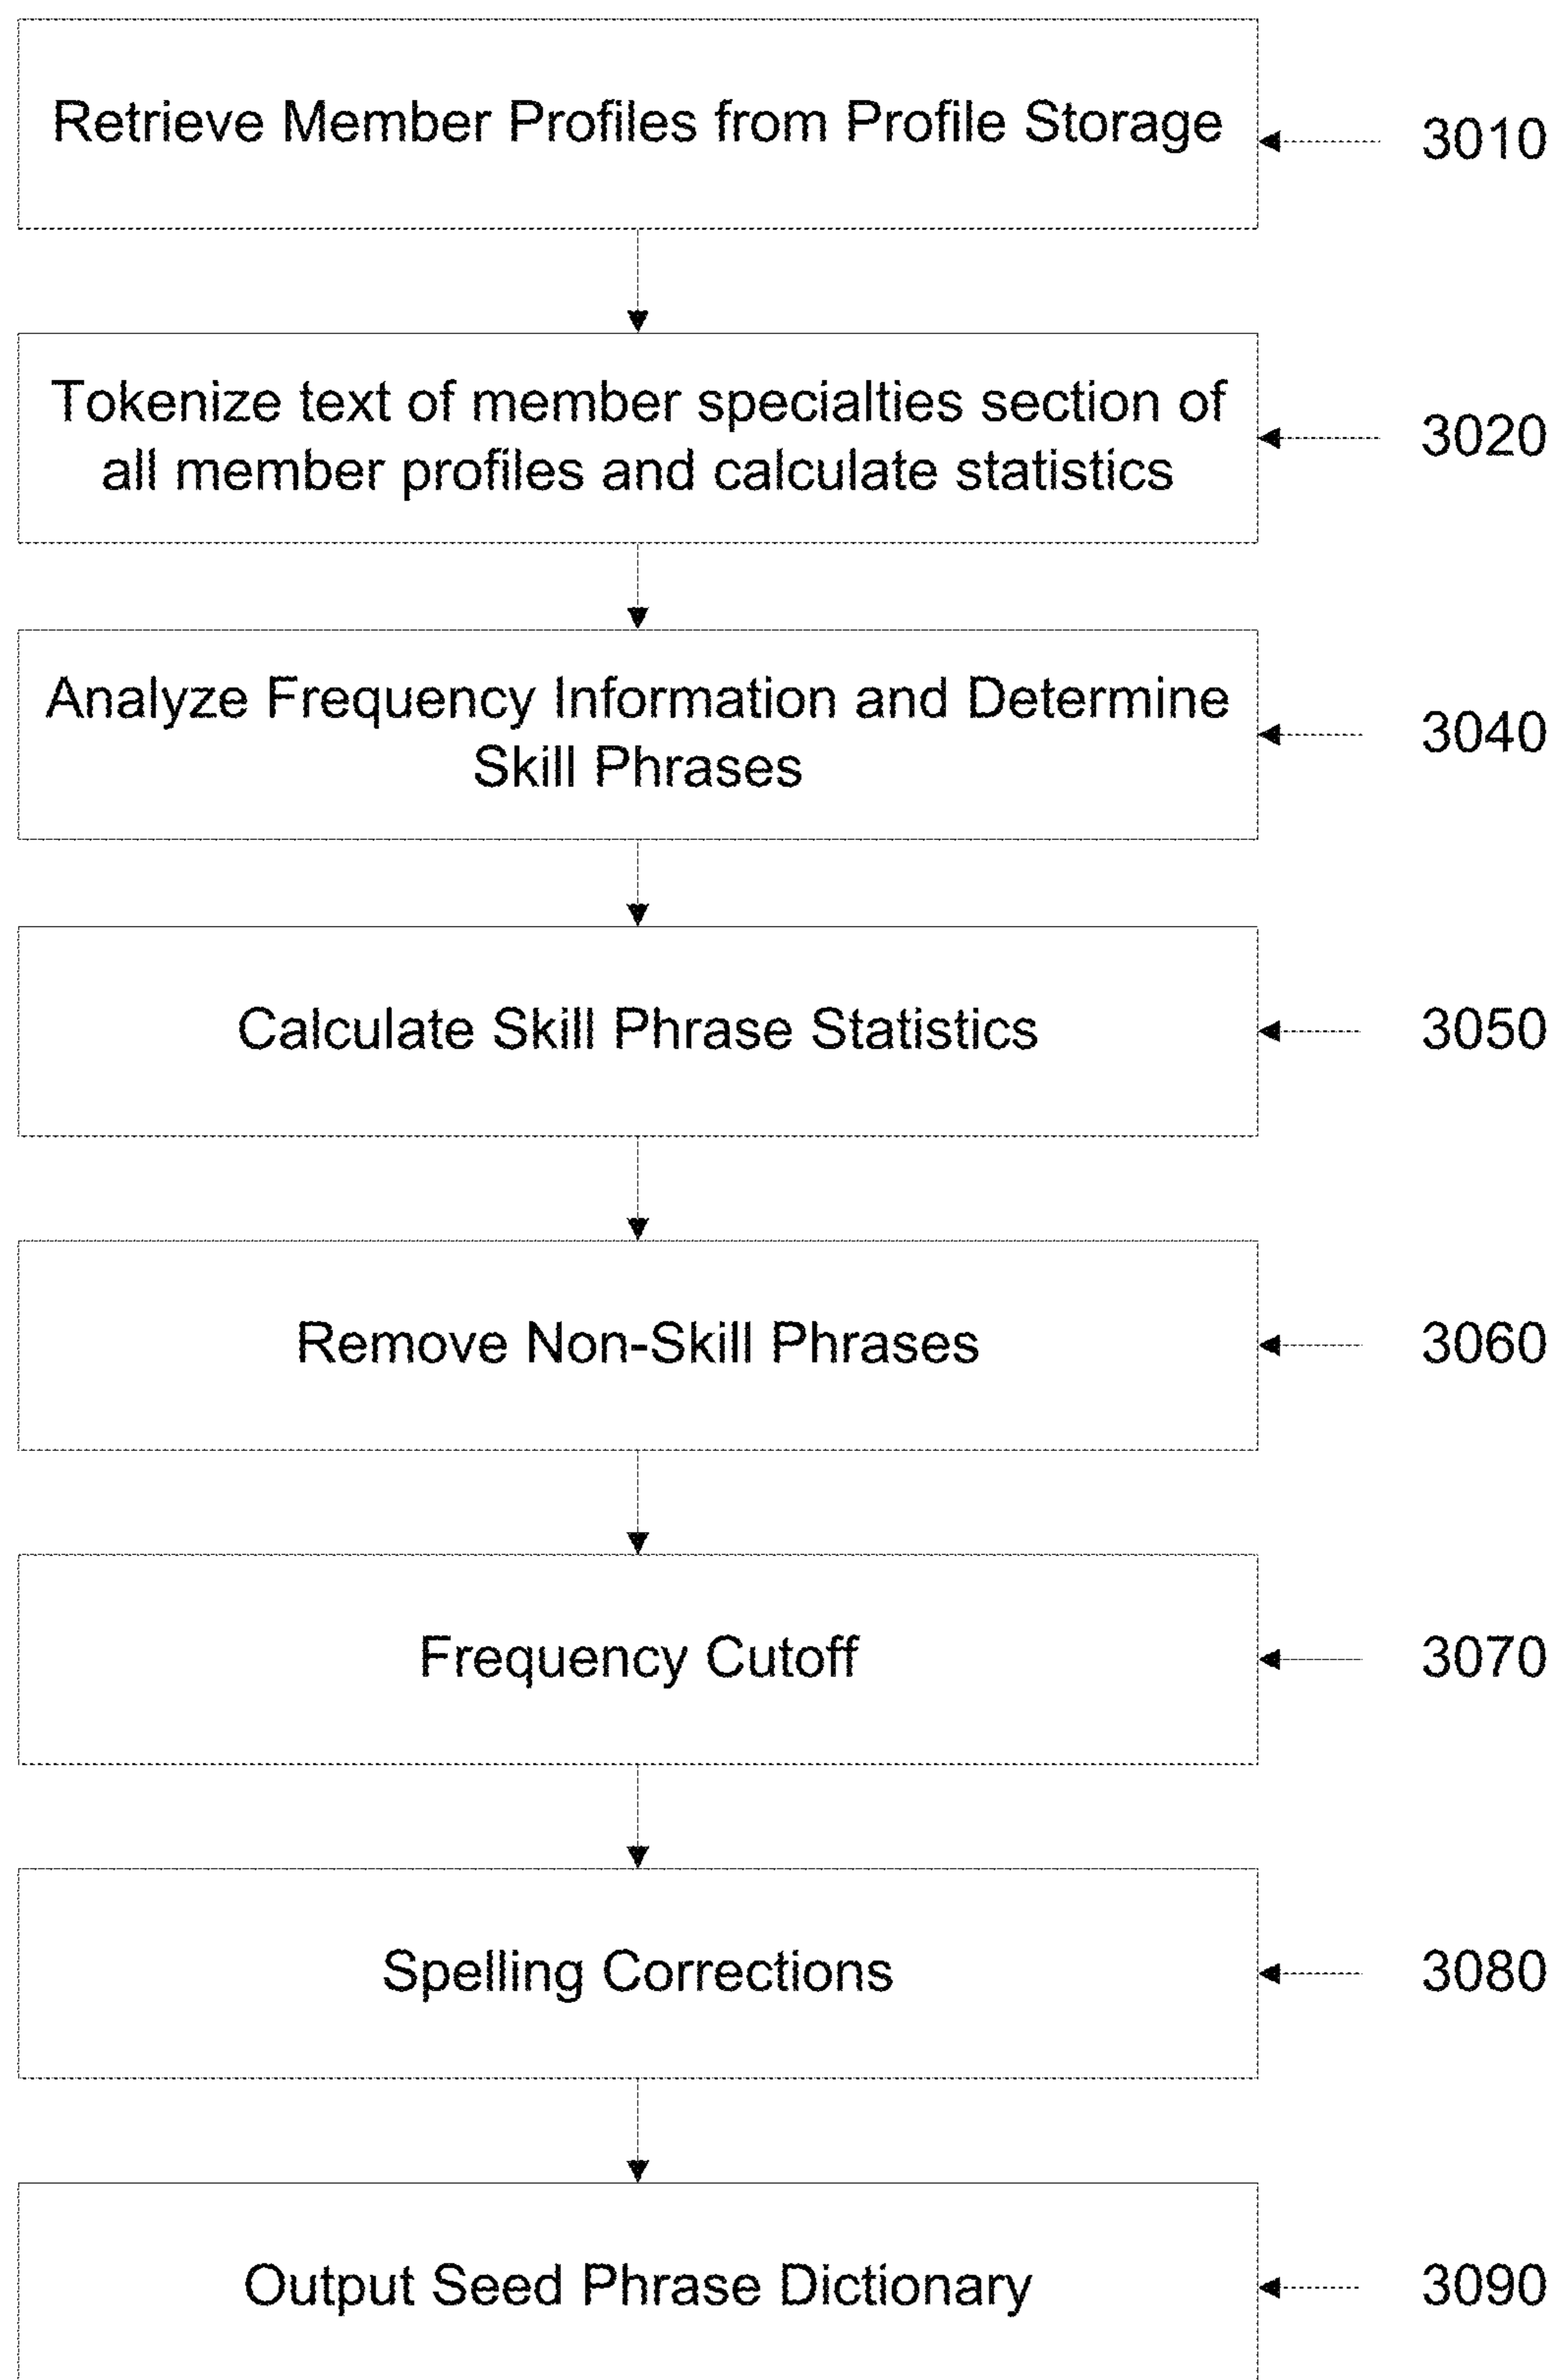 Retrieve Member Profiles from Profile Storage
3010
Tokenize text of member specialties section of
all member profiles and calculate statistics
3020
Analyze Frequency Information and Determine
Skill Phrases
3040
Calculate Skill Phrase Statistics
3050
Remove Non-Skill Phrases
3060
Frequency Cutoff
3070
Spelling Corrections
3080
Output Seed Phrase Dictionary
3090